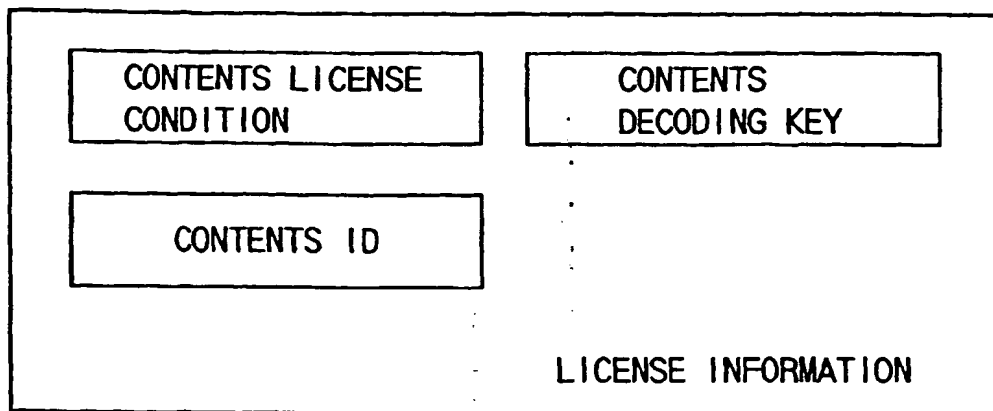 CONTENTS LICENSE
CONDITION
CONTENTS
DECODING KEY
CONTENTS ID
LICENSE INFORMATION